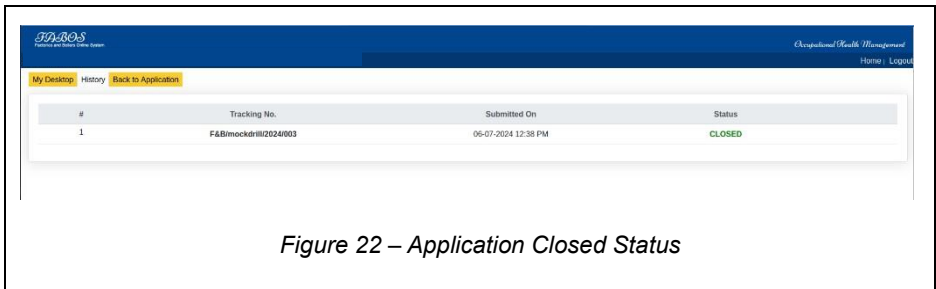 FABOS
Factories and Boilers Online System
Occupational Health Management
Home | Logout
My Desktop History Back to Application
# Tracking No. Submitted On Status
1 F&B/mockdrill/2024/003 06-07-2024 12:38 PM CLOSED
Figure 22 – Application Closed Status